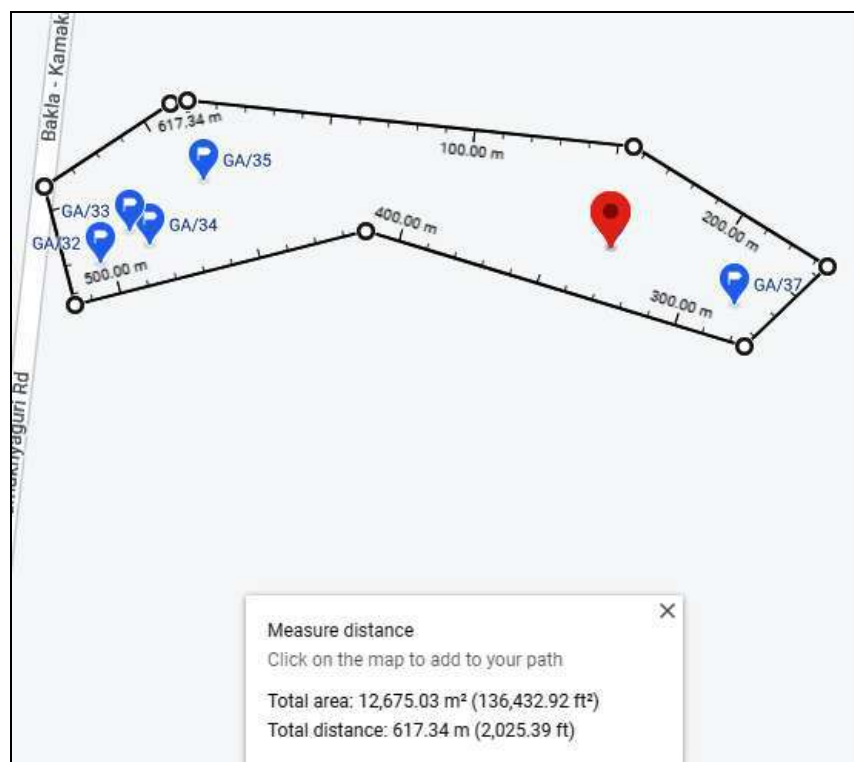 Bakla - Kamak
617.34 m
100.00 m
GA/35
GA/33
GA/34
400.00 m
200.00 m
GA/32
500.00 m
GA/37
300.00 m
makhyaguri Rd
Measure distance
Click on the map to add to your path
Total area: 12,675.03 m² (136,432.92 ft²)
Total distance: 617.34 m (2,025.39 ft)